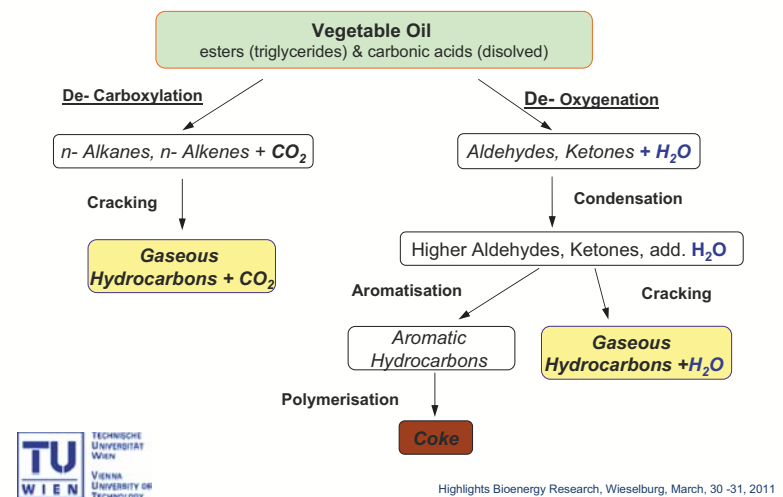 Vegetable Oil
esters (triglycerides) & carbonic acids (disolved)
De- Carboxylation
De- Oxygenation
n- Alkanes, n- Alkenes + CO₂
Aldehydes, Ketones + H₂O
Cracking
Condensation
Gaseous
Hydrocarbons + CO₂
Higher Aldehydes, Ketones, add. H₂O
Aromatisation
Cracking
Aromatic
Hydrocarbons
Gaseous
Hydrocarbons +H₂O
Polymerisation
Coke
TU
WIEN
TECHNISCHE
UNIVERSITÄT
WIEN
VIENNA
UNIVERSITY OF
TECHNOLOGY
Highlights Bioenergy Research, Wieselburg, March, 30 -31, 2011